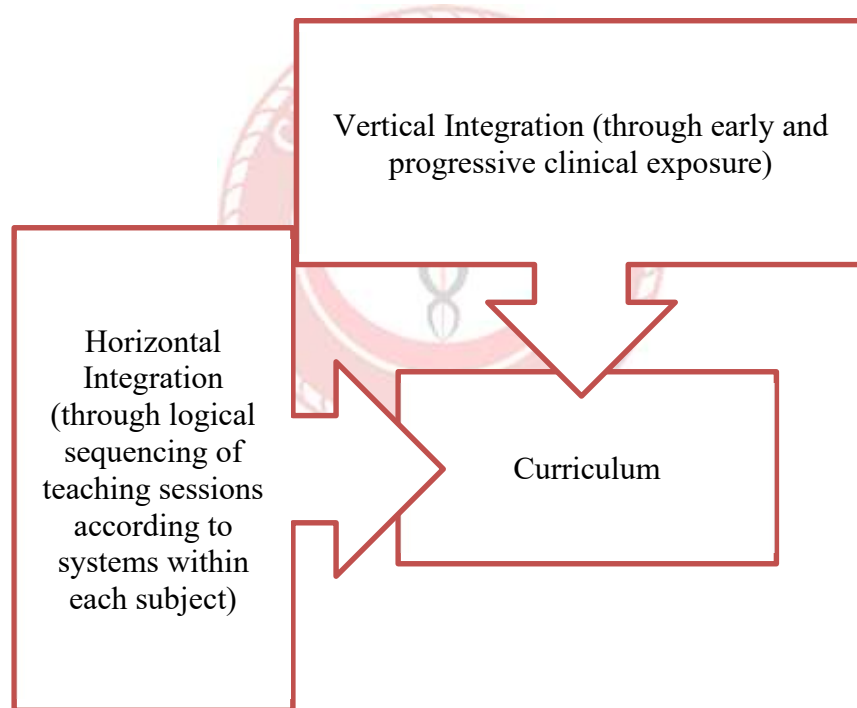 Vertical Integration (through early and
progressive clinical exposure)
Horizontal
Integration
(through logical
sequencing of
teaching sessions
according to
systems within
each subject)
Curriculum